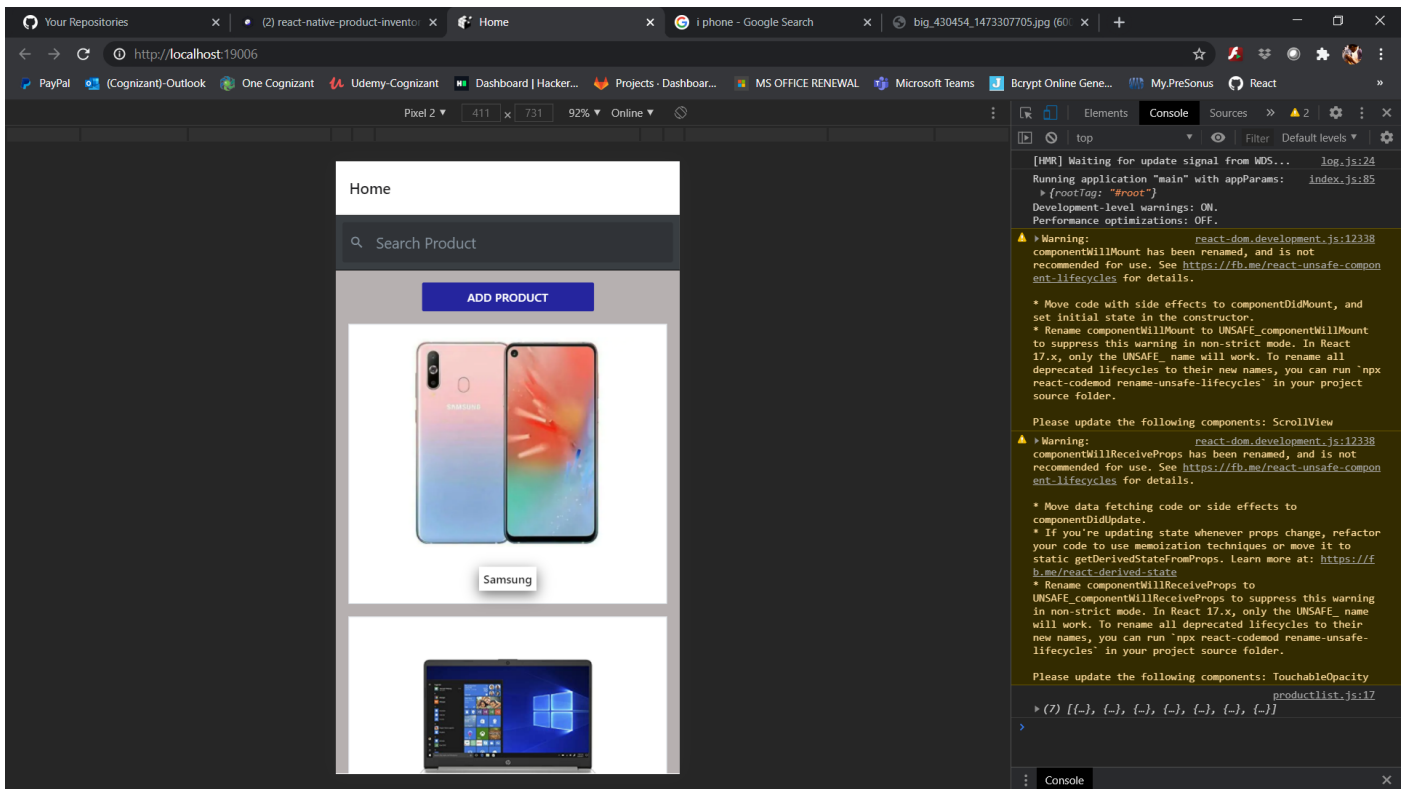 Your Repositories
(2) react-native-product-inventor
Home
i phone - Google Search
big_430454_1473307705.jpg (600
http://localhost:19006
PayPal
(Cognizant)-Outlook
One Cognizant
Udemy-Cognizant
Dashboard | Hacker...
Projects · Dashboar...
MS OFFICE RENEWAL
Microsoft Teams
Bcrypt Online Gene...
My.PreSonus
React
»
Pixel 2 ▼ 411 x 731 92% ▼ Online ▼
Home
Search Product
ADD PRODUCT
SAMSUNG
Samsung
Elements Console Sources » 2
top Filter Default levels ▼
[HMR] Waiting for update signal from WDS... log.js:24
Running application "main" with appParams: index.js:85
{rootTag: "#root"}
Development-level warnings: ON.
Performance optimizations: OFF.
Warning: react-dom.development.js:12338
componentWillMount has been renamed, and is not
recommended for use. See https://fb.me/react-unsafe-compon
ent-lifecycles for details.
* Move code with side effects to componentDidMount, and
set initial state in the constructor.
* Rename componentWillMount to UNSAFE_componentWillMount
to suppress this warning in non-strict mode. In React
17.x, only the UNSAFE_ name will work. To rename all
deprecated lifecycles to their new names, you can run `npx
react-codemod rename-unsafe-lifecycles` in your project
source folder.
Please update the following components: ScrollView
Warning: react-dom.development.js:12338
componentWillReceiveProps has been renamed, and is not
recommended for use. See https://fb.me/react-unsafe-compon
ent-lifecycles for details.
* Move data fetching code or side effects to
componentDidUpdate.
* If you're updating state whenever props change, refactor
your code to use memoization techniques or move it to
static getDerivedStateFromProps. Learn more at: https://f
b.me/react-derived-state
* Rename componentWillReceiveProps to
UNSAFE_componentWillReceiveProps to suppress this warning
in non-strict mode. In React 17.x, only the UNSAFE_ name
will work. To rename all deprecated lifecycles to their
new names, you can run `npx react-codemod rename-unsafe-
lifecycles` in your project source folder.
Please update the following components: TouchableOpacity
productlist.js:17
(7) [{…}, {…}, {…}, {…}, {…}, {…}, {…}]
Console